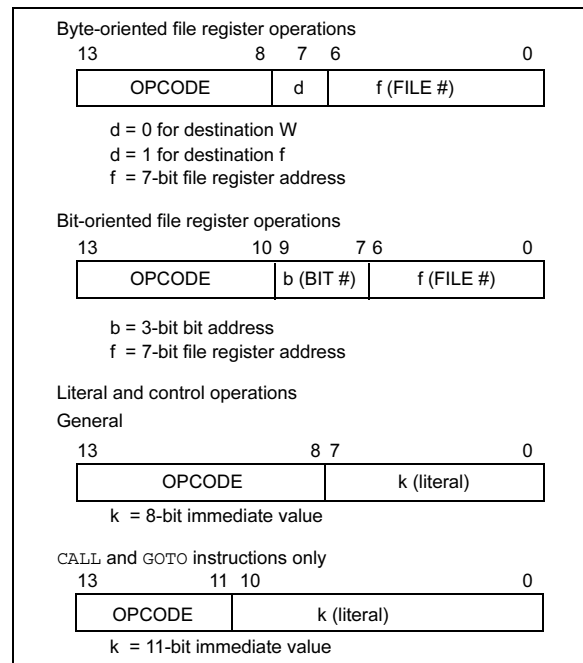 Byte-oriented file register operations
13 8 7 6 0
OPCODE d f (FILE #)
d = 0 for destination W
d = 1 for destination f
f = 7-bit file register address
Bit-oriented file register operations
13 10 9 7 6 0
OPCODE b (BIT #) f (FILE #)
b = 3-bit bit address
f = 7-bit file register address
Literal and control operations
General
13 8 7 0
OPCODE k (literal)
k = 8-bit immediate value
CALL and GOTO instructions only
13 11 10 0
OPCODE k (literal)
k = 11-bit immediate value